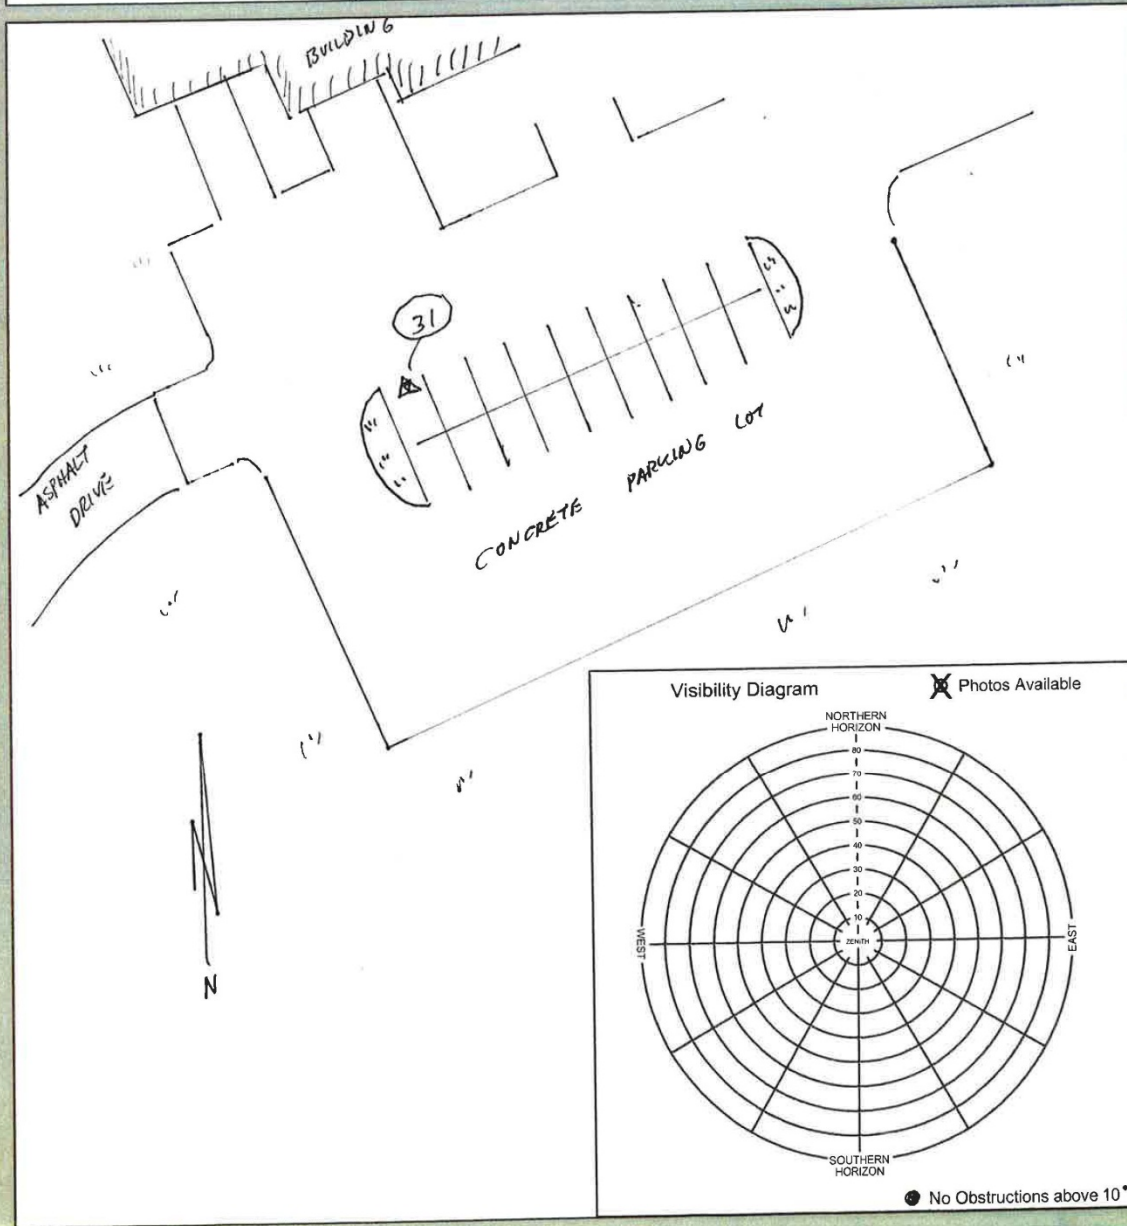 BUILDING
31
ASPHALT
DRIVE
CONCRETE PARKING LOT
N
Visibility Diagram
Photos Available
NORTHERN
HORIZON
80
70
60
50
40
30
20
10
ZENITH
WEST
EAST
SOUTHERN
HORIZON
No Obstructions above 10°